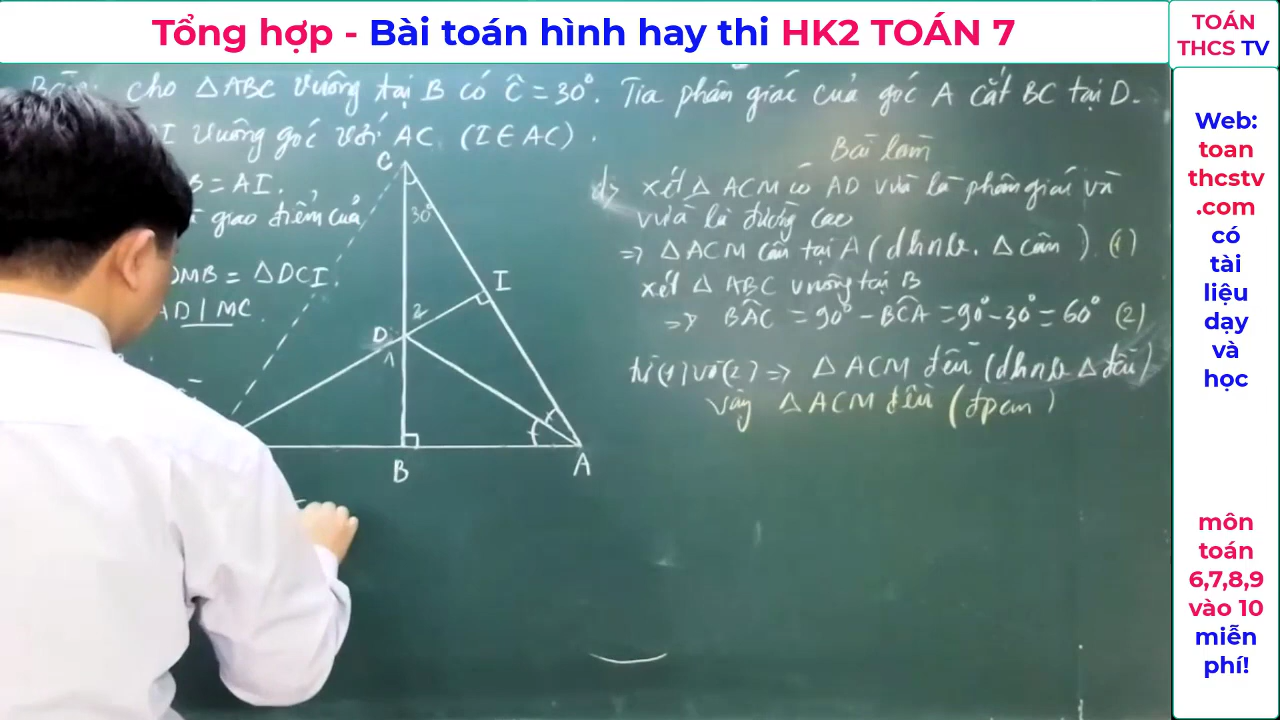 Tổng hợp - Bài toán hình hay thi HK2 TOÁN 7
TOÁN
THCS TV
Bài: cho △ABC vuông tại B có Ĉ = 30°. Tia phân giác của góc A cắt BC tại D.
I vuông góc với AC (I ∈ AC).
B = AI.
giao điểm của
DMB = △DCI.
AD ⊥ MC.
C
30°
I
2
D
1
B
A
Bài làm
d) xét △ ACM có AD vừa là phân giác và
vừa là đường cao
=> △ACM cân tại A (dhnb. △ cân) (1)
xét △ ABC vuông tại B
=> BÂC = 90° - BĈA = 90° - 30° = 60° (2)
từ (1) và (2) => △ ACM đều (dhnb △ đều)
vậy △ ACM đều (đpcm)
Web:
toan
thcstv
.com
có
tài
liệu
dạy
và
học
môn
toán
6,7,8,9
vào 10
miễn
phí!